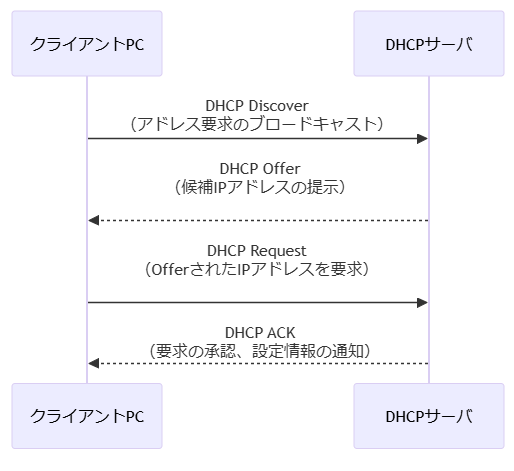 クライアントPC
DHCPサーバ
DHCP Discover
（アドレス要求のブロードキャスト）
DHCP Offer
（候補IPアドレスの提示）
DHCP Request
（OfferされたIPアドレスを要求）
DHCP ACK
（要求の承認、設定情報の通知）
クライアントPC
DHCPサーバ